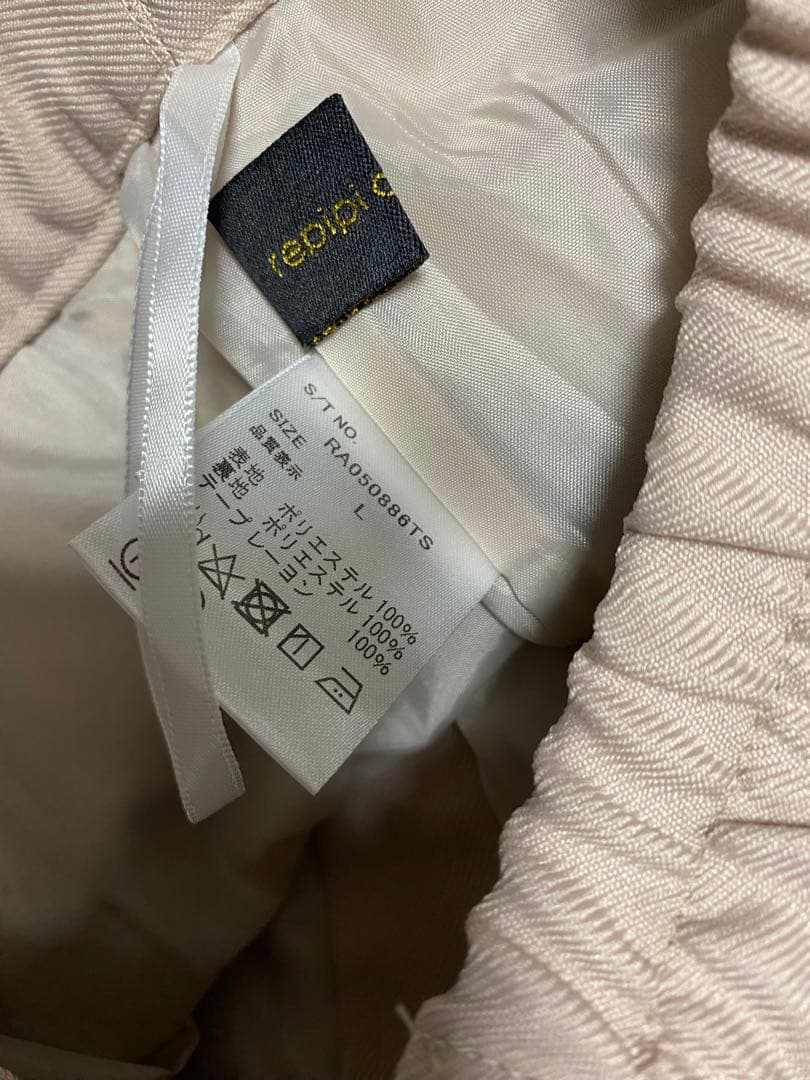 repipi
S/T NO.
RA050886TS
SIZE
L
品質表示
表地 ポリエステル 100%
裏地 ポリエステル 100%
テープ レーヨン 100%